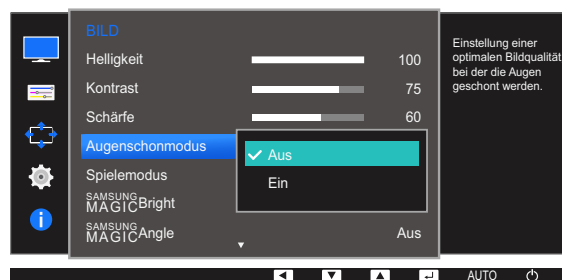 BILD
Helligkeit 100
Kontrast 75
Schärfe 60
Augenschonmodus
Aus
Spielemodus
Ein
SAMSUNG
MAGICBright
SAMSUNG
MAGICAngle Aus
Einstellung einer
optimalen Bildqualität
bei der die Augen
geschont werden.
AUTO